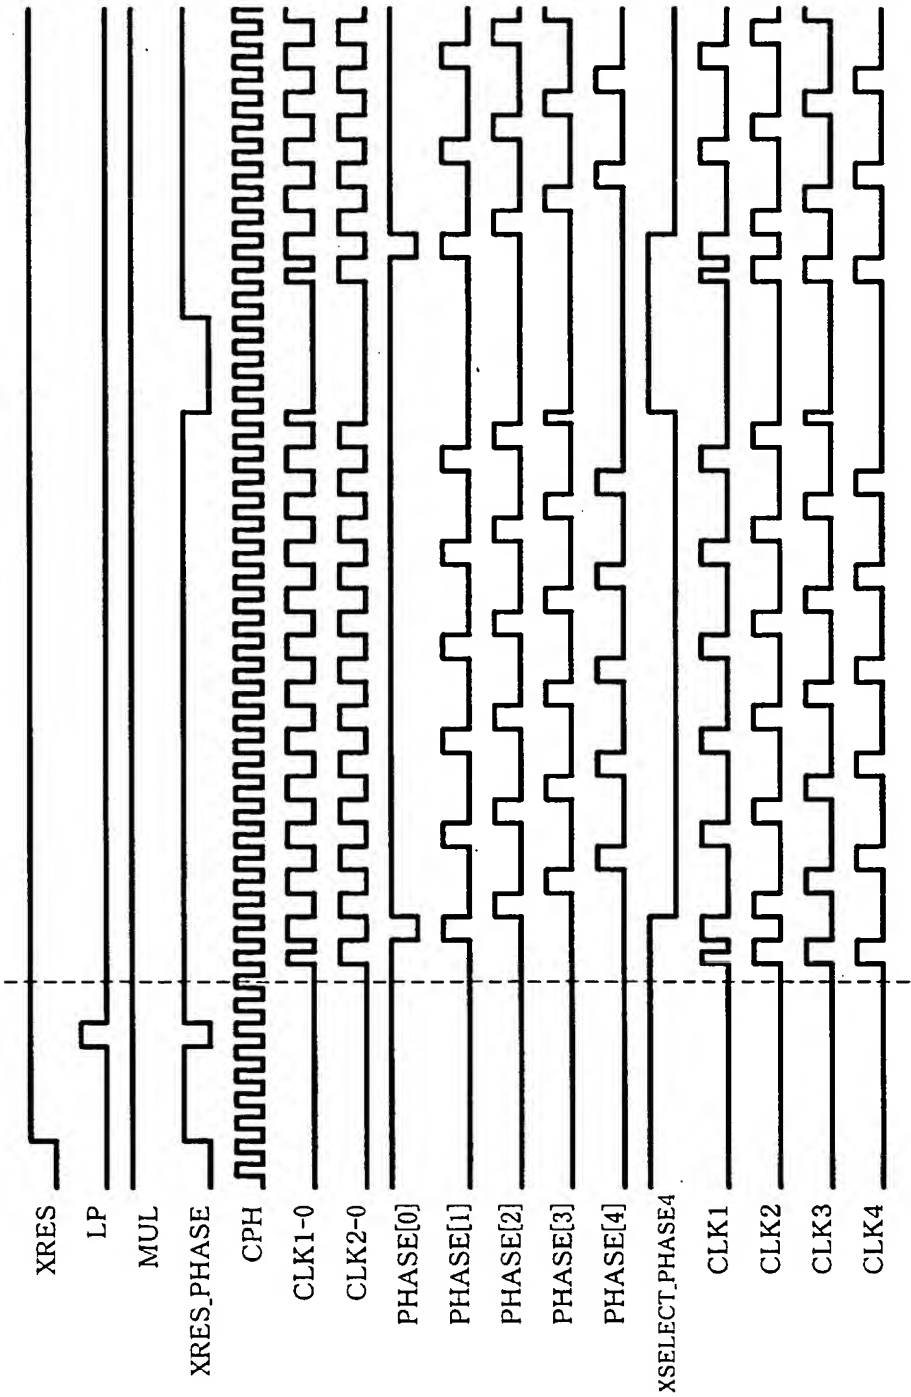 XRES
LP
MUL
XRES_PHASE
CPH
CLK1-0
CLK2-0
PHASE[0]
PHASE[1]
PHASE[2]
PHASE[3]
PHASE[4]
XSELECT_PHASE4
CLK1
CLK2
CLK3
CLK4